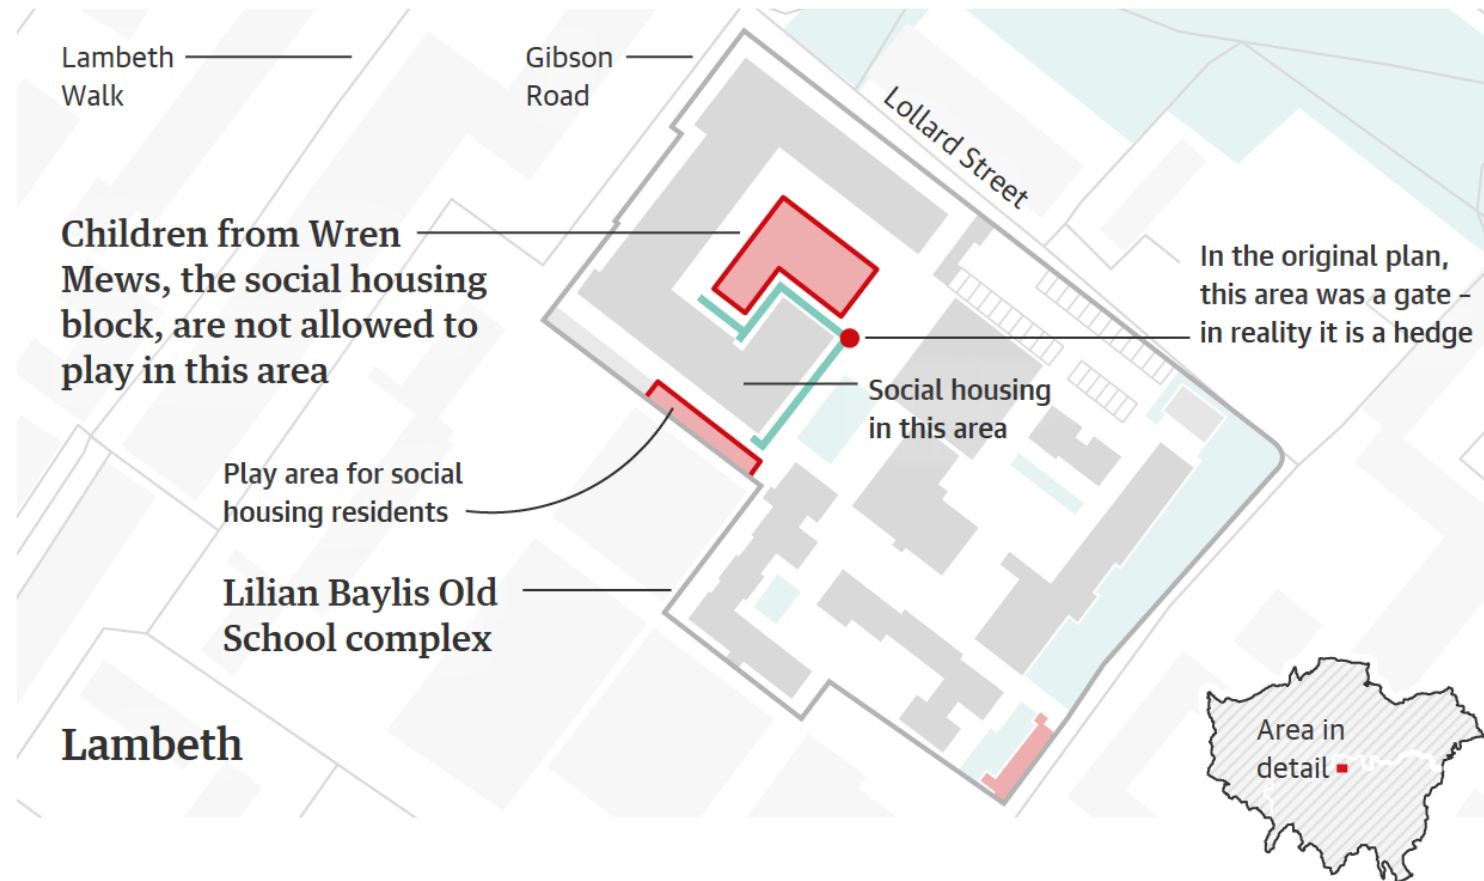 Lambeth
Walk
Gibson
Road
Lollard Street
Children from Wren
Mews, the social housing
block, are not allowed to
play in this area
In the original plan,
this area was a gate –
in reality it is a hedge
Social housing
in this area
Play area for social
housing residents
Lilian Baylis Old
School complex
Lambeth
Area in
detail